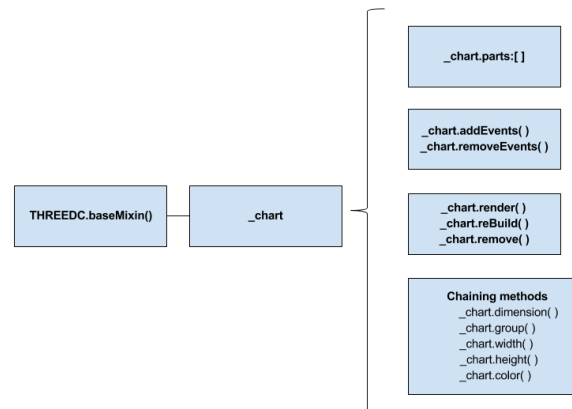 _chart.parts:[ ]
_chart.addEvents( )
_chart.removeEvents( )
THREEDC.baseMixin()
_chart
_chart.render( )
_chart.reBuild( )
_chart.remove( )
Chaining methods
_chart.dimension( )
_chart.group( )
_chart.width( )
_chart.height( )
_chart.color( )